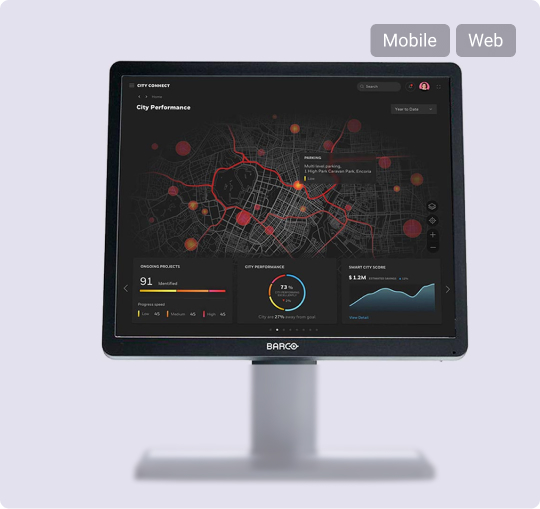 Mobile
Web
CITY CONNECT
Search
City Performance
Year to Date
PARKING
Multi level parking,
1 High Park Caravan Park, Encuna
Low
ONGOING PROJECTS
91 Identified
Progress speed
Low 45 Medium 45 High 45
CITY PERFORMANCE
73 %
City are 27% away from goal.
SMART CITY SCORE
$ 1.2M
View Detail
BARCO